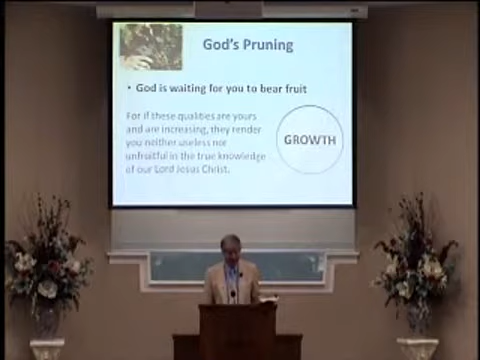 God's Pruning
• God is waiting for you to bear fruit
For if these qualities are yours
and are increasing, they render
you neither useless nor
unfruitful in the true knowledge
of our Lord Jesus Christ.
GROWTH